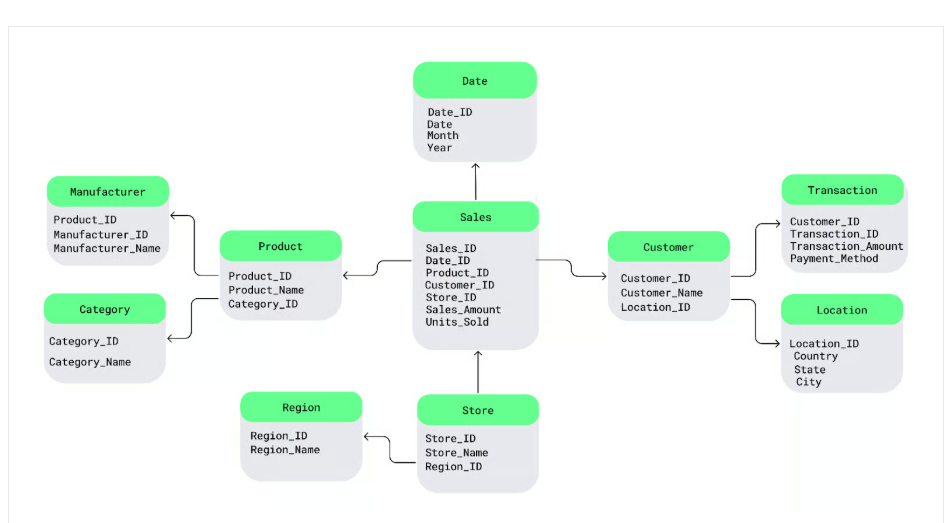 Date
Date_ID
Date
Month
Year
Manufacturer
Product_ID
Manufacturer_ID
Manufacturer_Name
Product
Product_ID
Product_Name
Category_ID
Category
Category_ID
Category_Name
Sales
Sales_ID
Date_ID
Product_ID
Customer_ID
Store_ID
Sales_Amount
Units_Sold
Customer
Customer_ID
Customer_Name
Location_ID
Transaction
Customer_ID
Transaction_ID
Transaction_Amount
Payment_Method
Location
Location_ID
Country
State
City
Region
Region_ID
Region_Name
Store
Store_ID
Store_Name
Region_ID